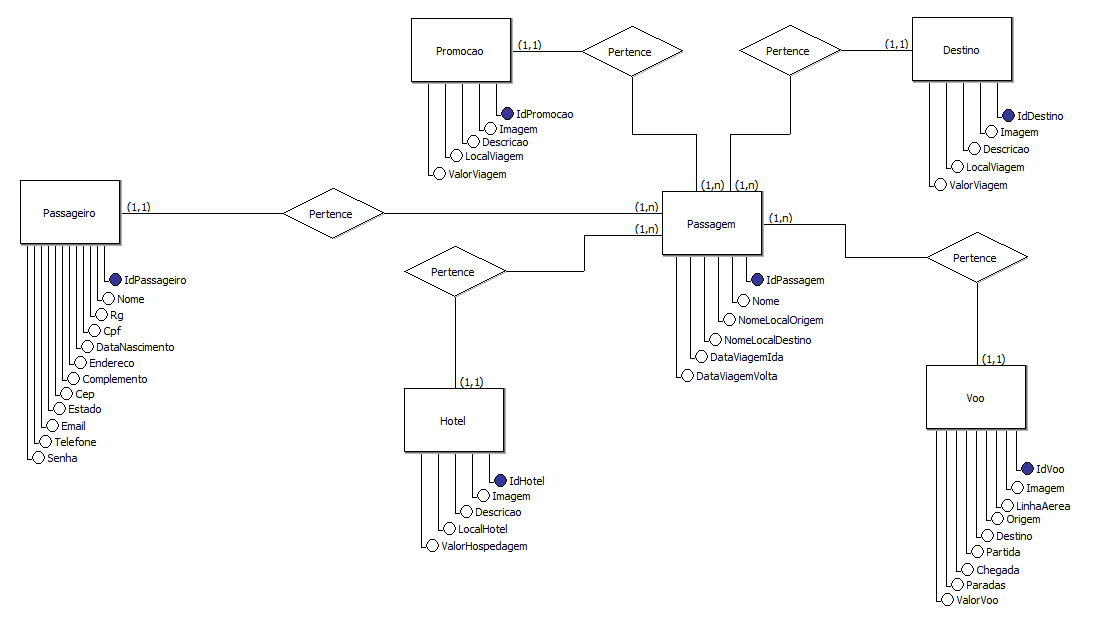 Promocao
(1,1)
Pertence
Pertence
(1,1)
Destino
IdPromocao
Imagem
Descricao
LocalViagem
ValorViagem
IdDestino
Imagem
Descricao
LocalViagem
ValorViagem
Passageiro
(1,1)
Pertence
(1,n)
(1,n)
(1,n)
(1,n)
Passagem
(1,n)
Pertence
Pertence
IdPassageiro
Nome
Rg
Cpf
DataNascimento
Endereco
Complemento
Cep
Estado
Email
Telefone
Senha
IdPassagem
Nome
NomeLocalOrigem
NomeLocalDestino
DataViagemIda
DataViagemVolta
(1,1)
Hotel
IdHotel
Imagem
Descricao
LocalHotel
ValorHospedagem
(1,1)
Voo
IdVoo
Imagem
LinhaAerea
Origem
Destino
Partida
Chegada
Paradas
ValorVoo